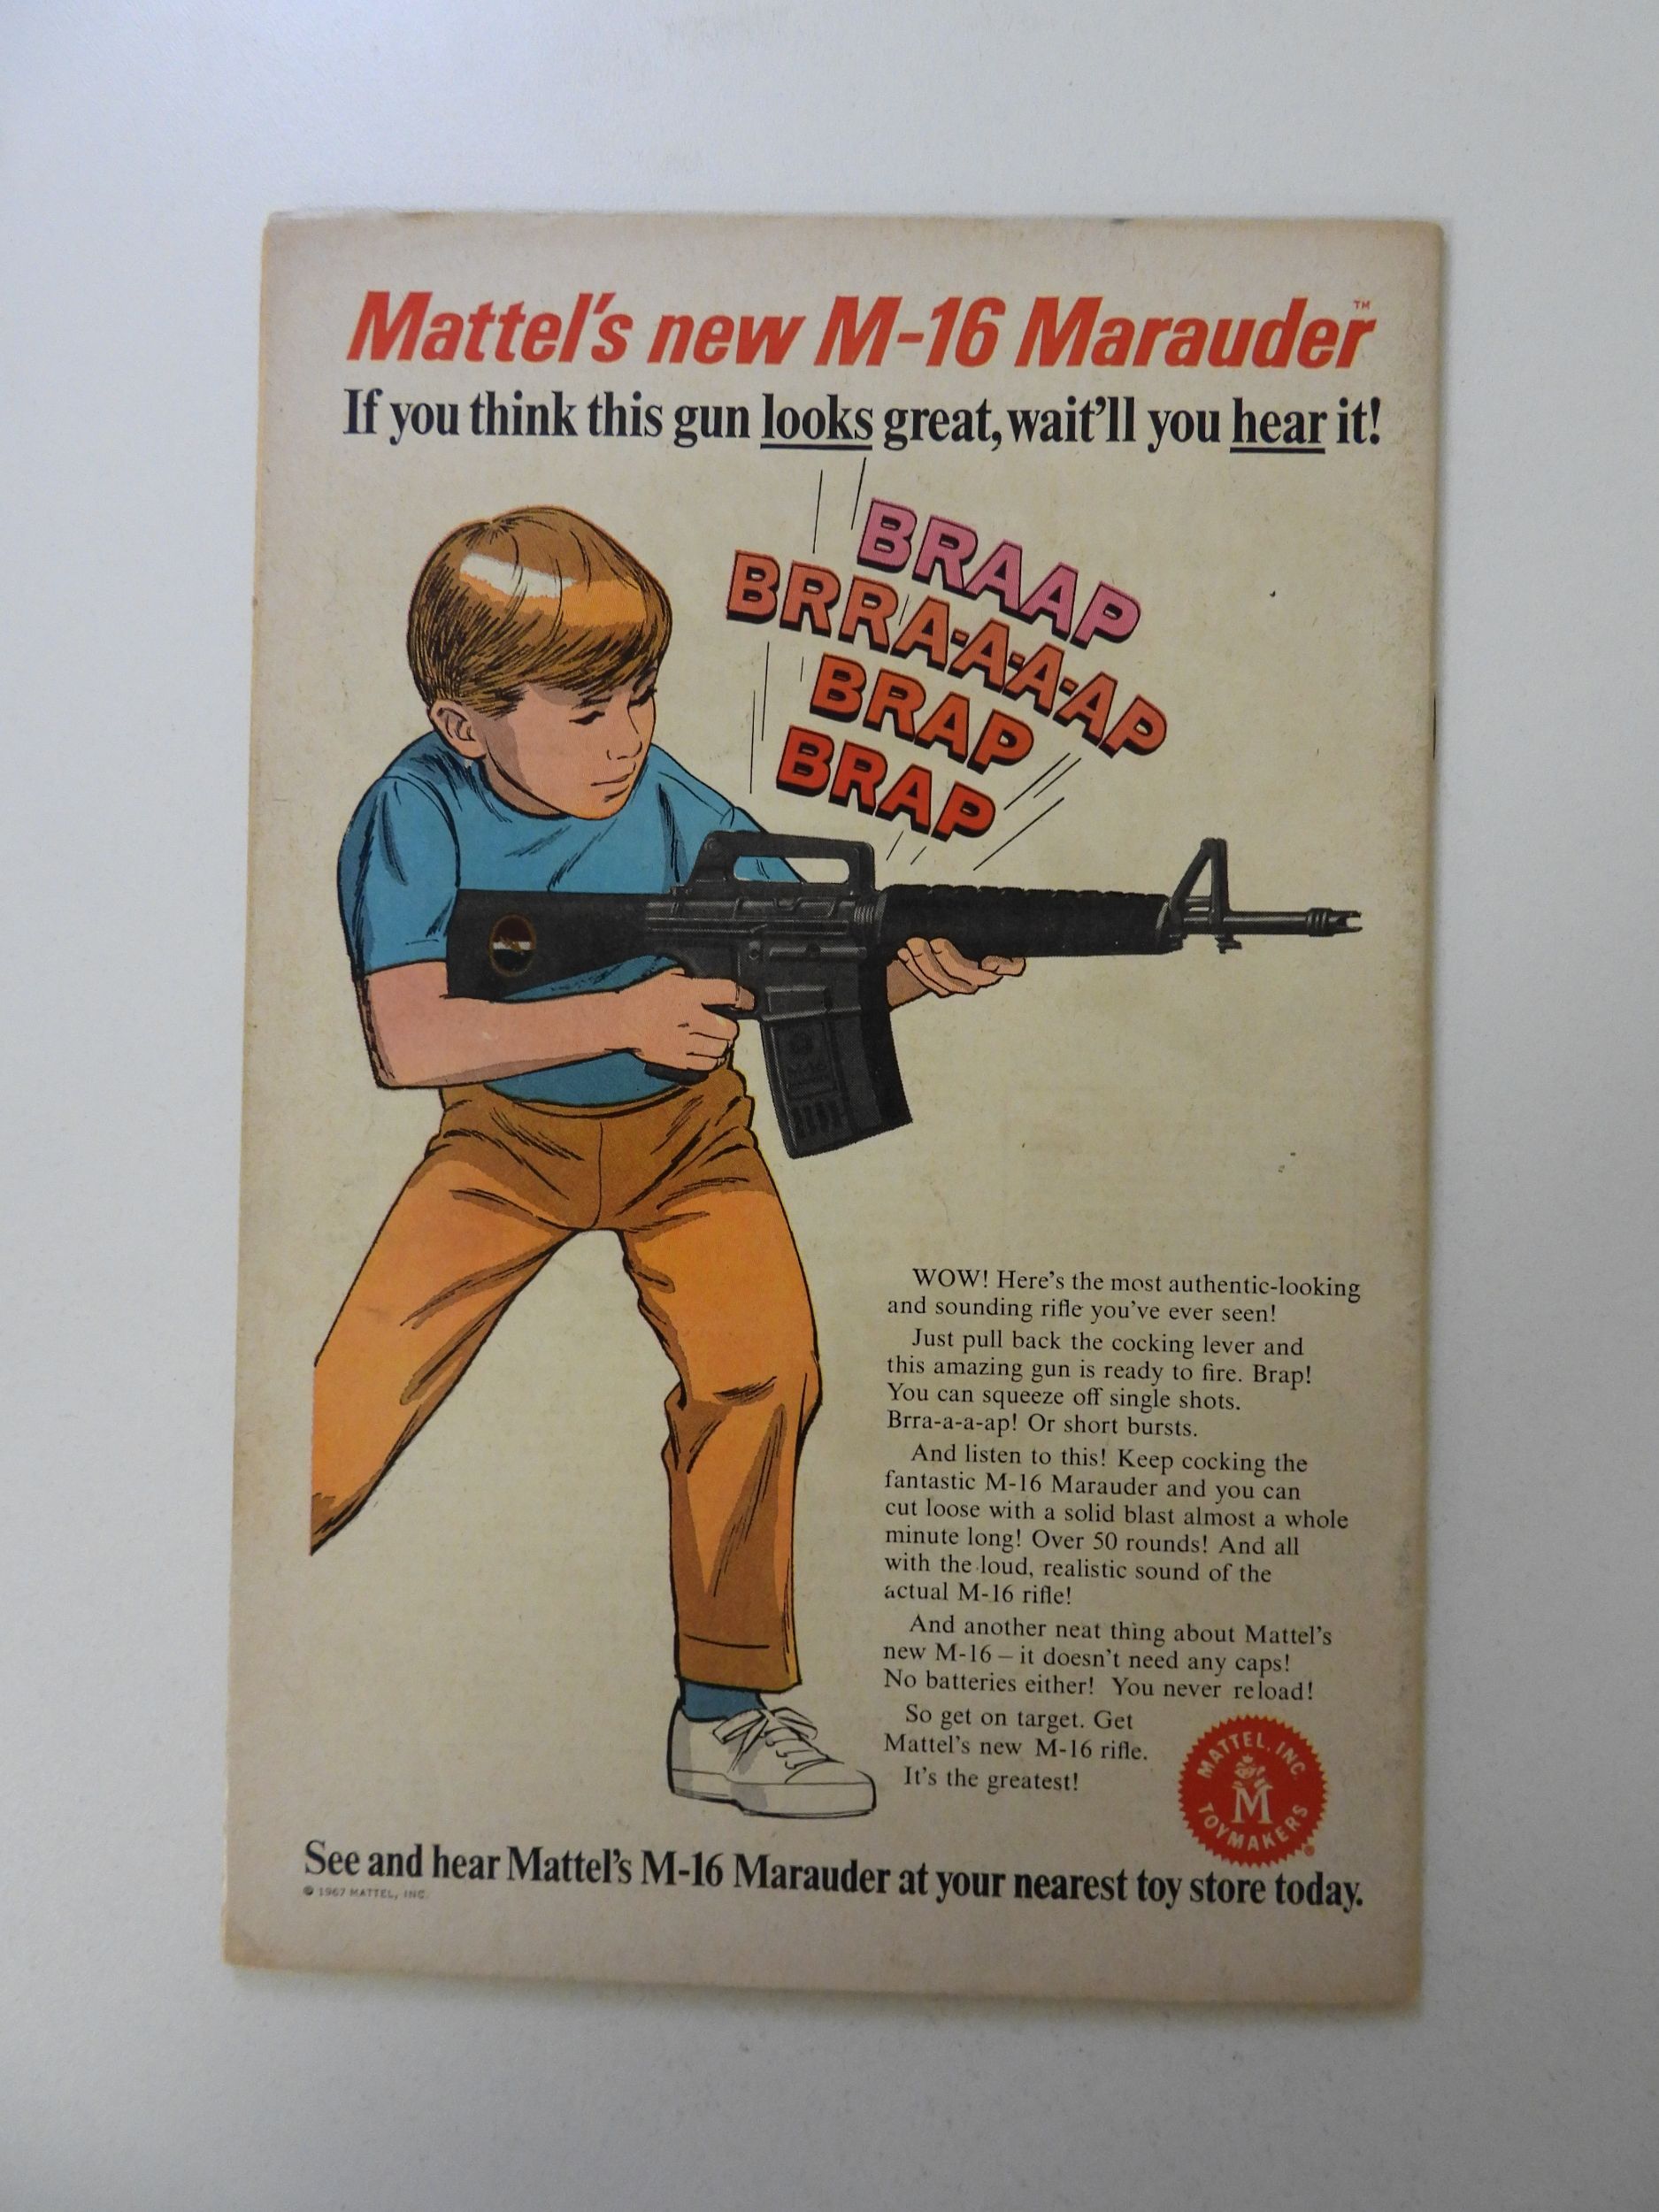 Mattel's new M-16 Marauder™
If you think this gun looks great, wait'll you hear it!
BRAAP
BRRA-A-A-AP
BRAP
BRAP
M-16
WOW! Here's the most authentic-looking
and sounding rifle you've ever seen!
Just pull back the cocking lever and
this amazing gun is ready to fire. Brap!
You can squeeze off single shots.
Brra-a-a-ap! Or short bursts.
And listen to this! Keep cocking the
fantastic M-16 Marauder and you can
cut loose with a solid blast almost a whole
minute long! Over 50 rounds! And all
with the loud, realistic sound of the
actual M-16 rifle!
And another neat thing about Mattel's
new M-16 – it doesn't need any caps!
No batteries either! You never reload!
So get on target. Get
Mattel's new M-16 rifle.
It's the greatest!
MATTEL, INC.
M
TOYMAKERS
®
See and hear Mattel's M-16 Marauder at your nearest toy store today.
© 1967 MATTEL, INC.